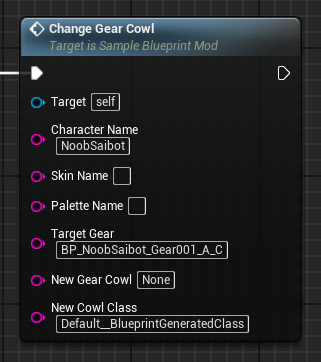 Change Gear Cowl
Target is Sample Blueprint Mod
Target self
Character Name
NoobSaibot
Skin Name
Palette Name
Target Gear
BP_NoobSaibot_Gear001_A_C
New Gear Cowl None
New Cowl Class
Default__BlueprintGeneratedClass